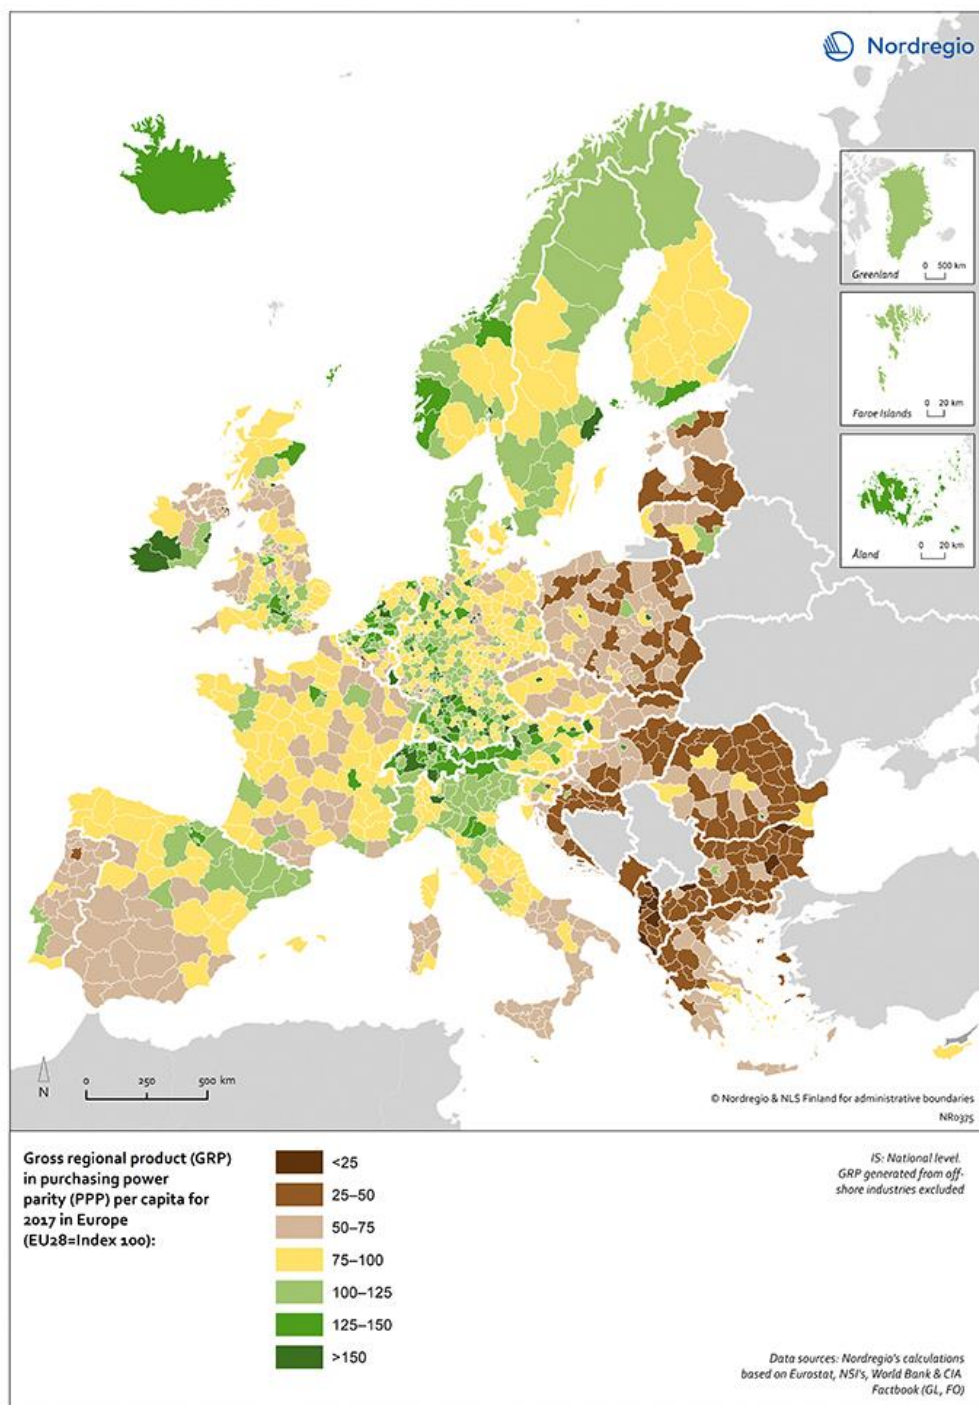 Nordregio
Greenland
0 500 km
Faroe Islands
0 20 km
Åland
0 20 km
N
0 250 500 km
© Nordregio & NLS Finland for administrative boundaries
NR0375
Gross regional product (GRP)
in purchasing power
parity (PPP) per capita for
2017 in Europe
(EU28=Index 100):
<25
25–50
50–75
75–100
100–125
125–150
>150
IS: National level.
GRP generated from off-
shore industries excluded
Data sources: Nordregio's calculations
based on Eurostat, NSI's, World Bank & CIA
Factbook (GL, FO)